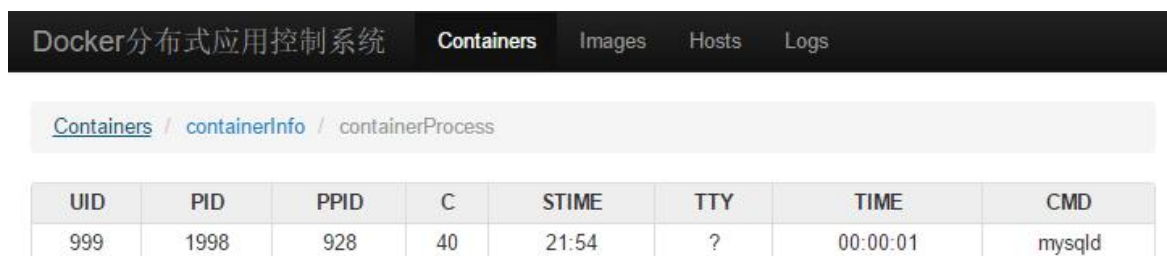 Docker分布式应用控制系统 Containers Images Hosts Logs
Containers / containerInfo / containerProcess
UID PID PPID C STIME TTY TIME CMD
999 1998 928 40 21:54 ? 00:00:01 mysqld